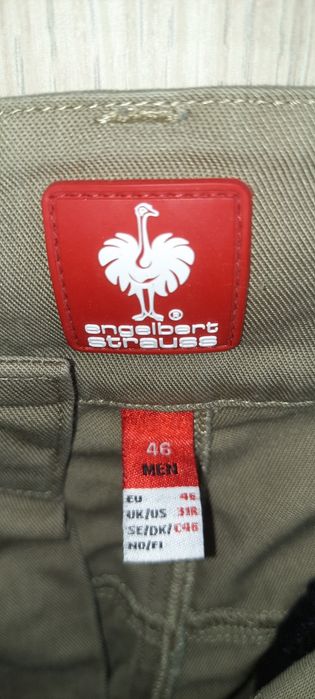 ®
engelbert
strauss
46
MEN
EU 46
UK/US 31R
SE/DK/ C46
NO/FI